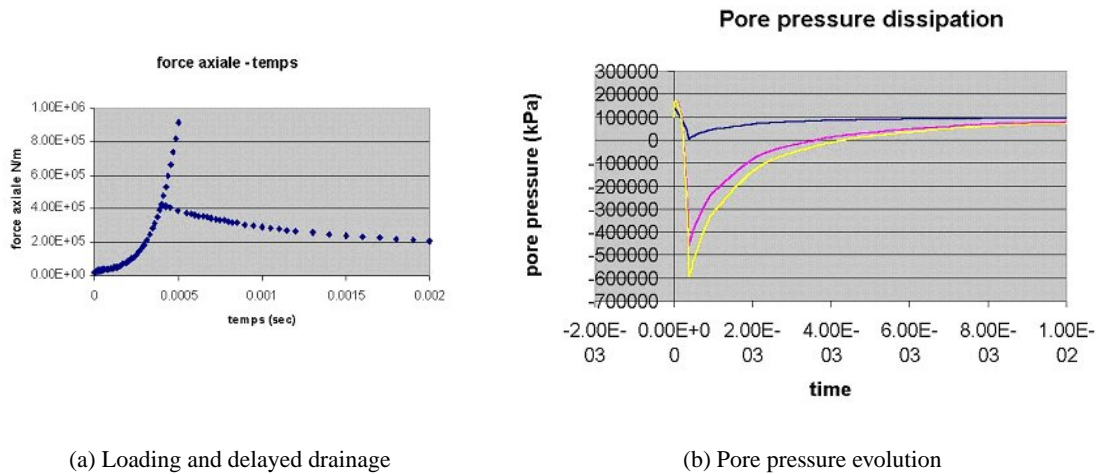 force axiale - temps
force axiale N/m
1.00E+06
8.00E+05
6.00E+05
4.00E+05
2.00E+05
0.00E+00
0
0.0005
0.001
0.0015
0.002
temps (sec)
(a) Loading and delayed drainage
Pore pressure dissipation
pore pressure (kPa)
300000
200000
100000
0
-100000
-200000
-300000
-400000
-500000
-600000
-700000
-2.00E-
03
0.00E+0
0
2.00E-
03
4.00E-
03
6.00E-
03
8.00E-
03
1.00E-
02
time
(b) Pore pressure evolution